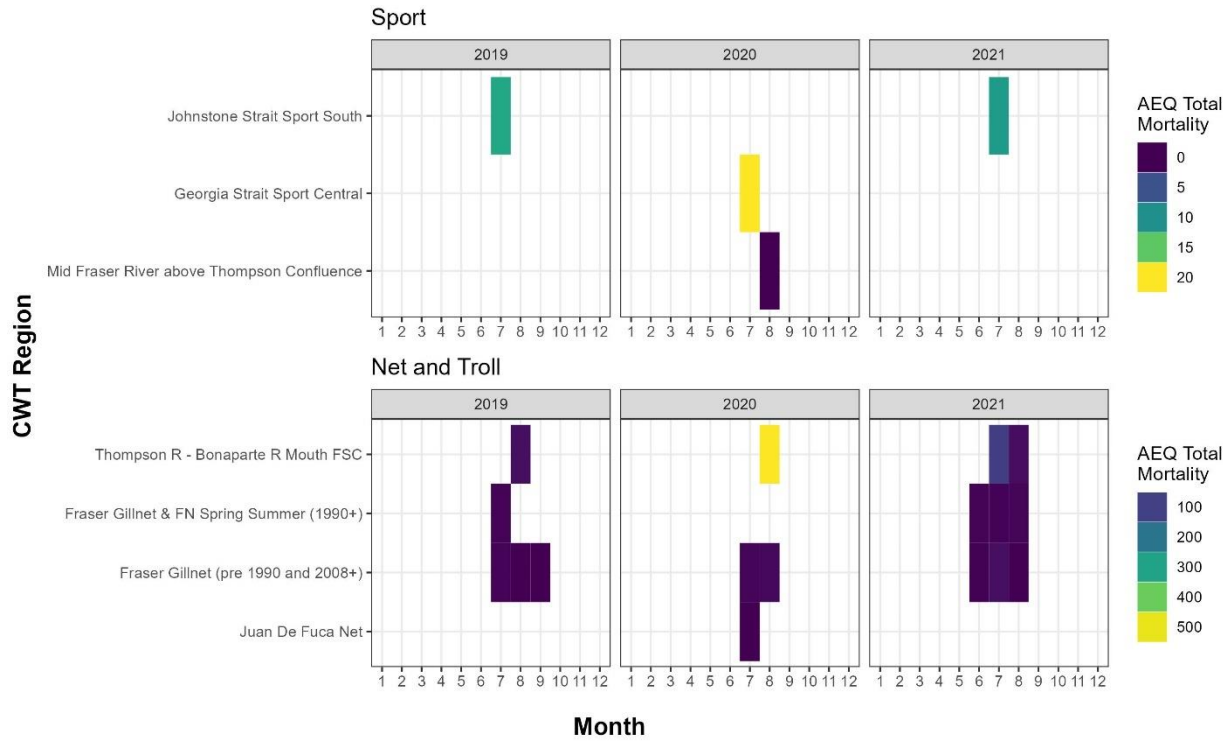 Sport
2019 2020 2021
Johnstone Strait Sport South
Georgia Strait Sport Central
Mid Fraser River above Thompson Confluence
1 2 3 4 5 6 7 8 9 10 11 12 1 2 3 4 5 6 7 8 9 10 11 12 1 2 3 4 5 6 7 8 9 10 11 12
AEQ Total
Mortality
0
5
10
15
20
CWT Region
Net and Troll
2019 2020 2021
Thompson R - Bonaparte R Mouth FSC
Fraser Gillnet & FN Spring Summer (1990+)
Fraser Gillnet (pre 1990 and 2008+)
Juan De Fuca Net
1 2 3 4 5 6 7 8 9 10 11 12 1 2 3 4 5 6 7 8 9 10 11 12 1 2 3 4 5 6 7 8 9 10 11 12
AEQ Total
Mortality
100
200
300
400
500
Month